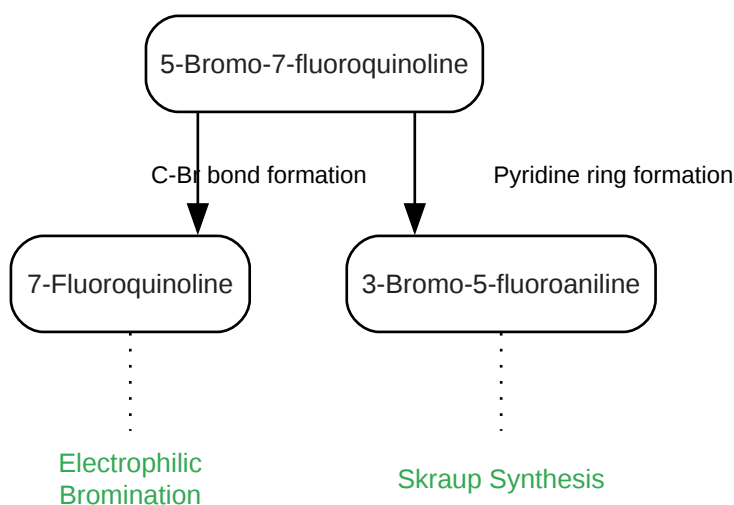 5-Bromo-7-fluoroquinoline
C-Br bond formation
Pyridine ring formation
7-Fluoroquinoline
3-Bromo-5-fluoroaniline
Electrophilic
Bromination
Skraup Synthesis